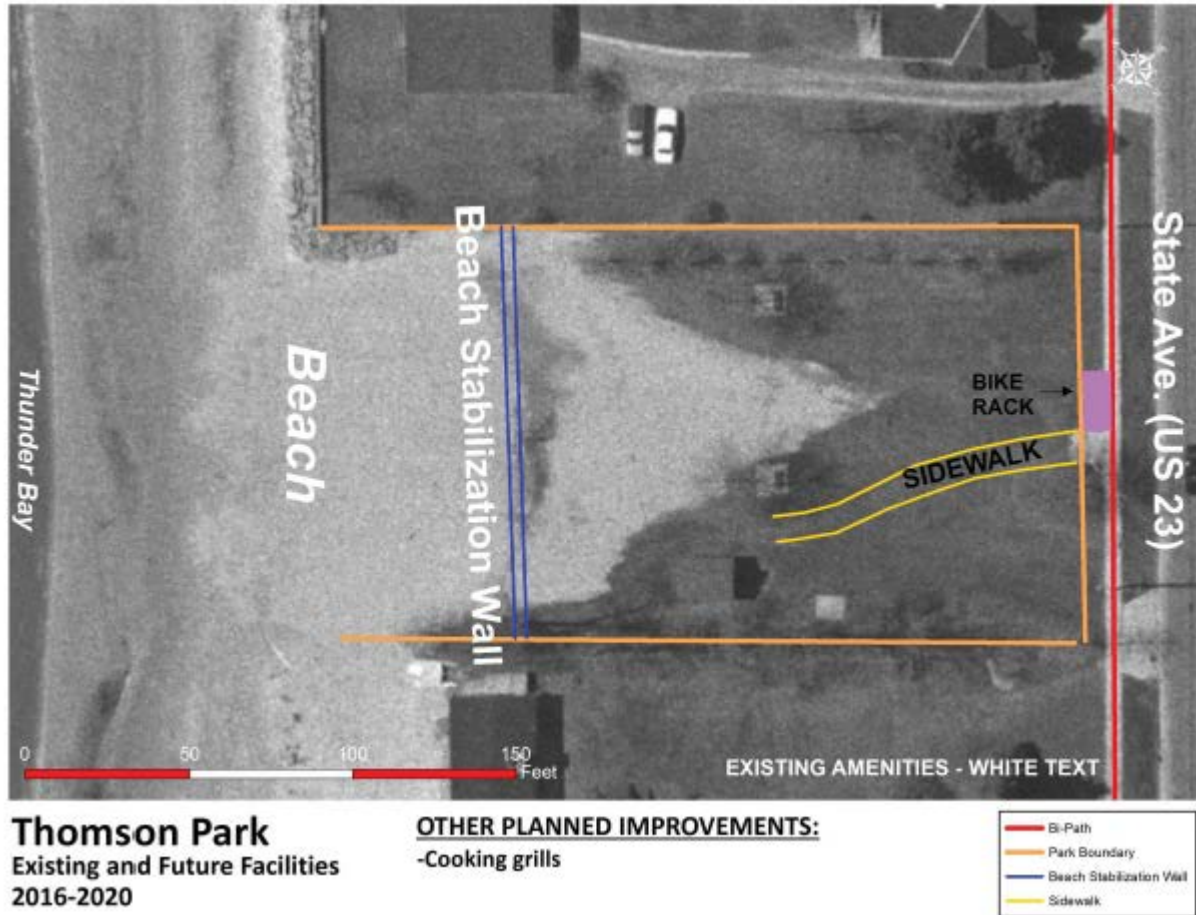 Thunder Bay
Beach
Beach Stabilization Wall
BIKE
RACK
SIDEWALK
State Ave. (US 23)
0 50 100 150
Feet
EXISTING AMENITIES - WHITE TEXT
Thomson Park
Existing and Future Facilities
2016-2020
OTHER PLANNED IMPROVEMENTS:
-Cooking grills
Bi-Path
Park Boundary
Beach Stabilization Wall
Sidewalk